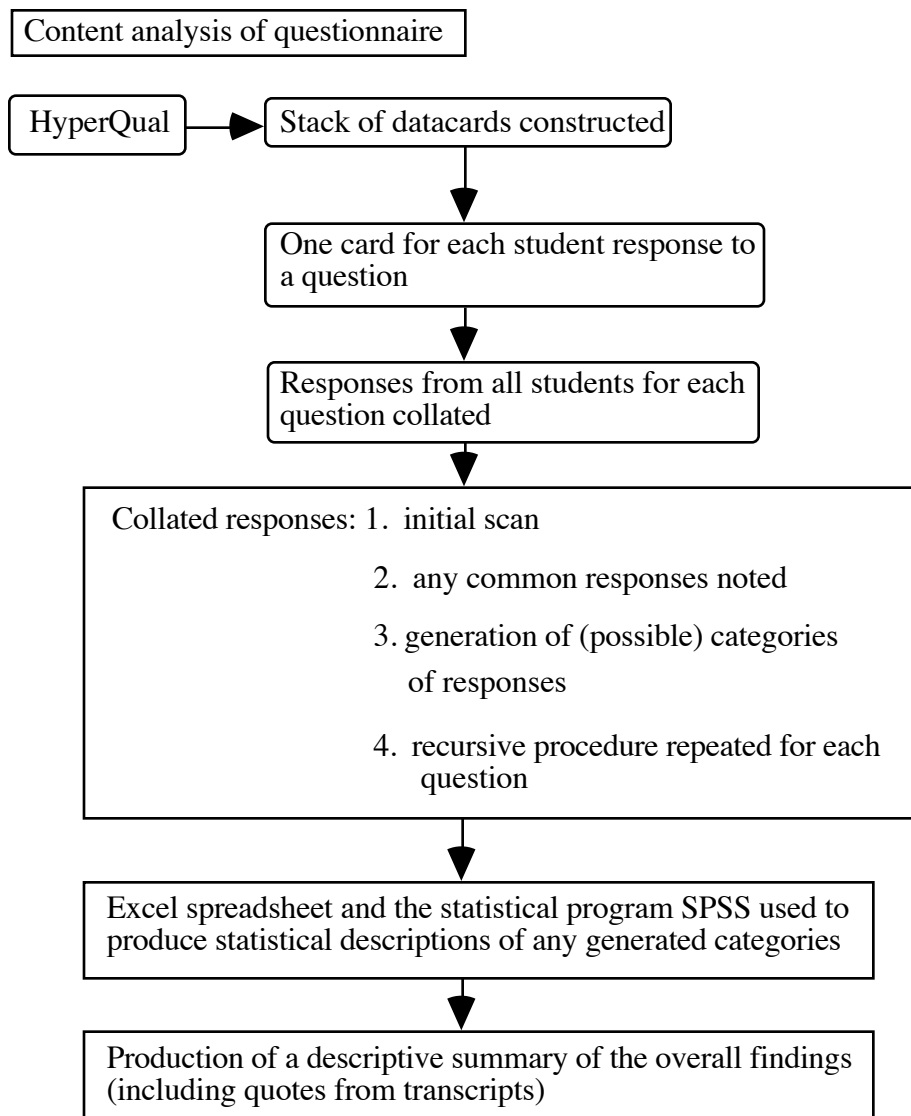 Content analysis of questionnaire
HyperQual
Stack of datacards constructed
One card for each student response to
a question
Responses from all students for each
question collated
Collated responses: 1. initial scan
2. any common responses noted
3. generation of (possible) categories
of responses
4. recursive procedure repeated for each
question
Excel spreadsheet and the statistical program SPSS used to
produce statistical descriptions of any generated categories
Production of a descriptive summary of the overall findings
(including quotes from transcripts)